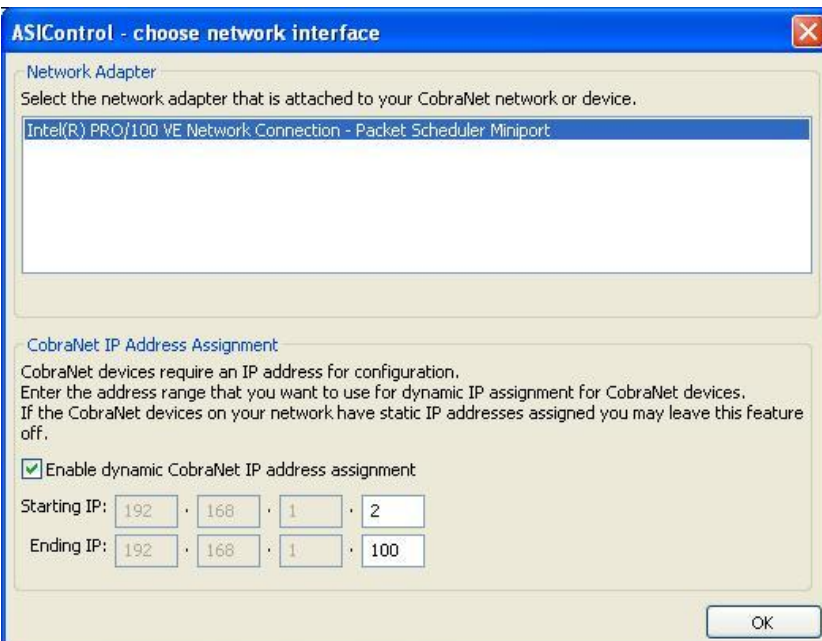 ASIControl - choose network interface
Network Adapter
Select the network adapter that is attached to your CobraNet network or device.
Intel(R) PRO/100 VE Network Connection - Packet Scheduler Miniport
CobraNet IP Address Assignment
CobraNet devices require an IP address for configuration.
Enter the address range that you want to use for dynamic IP assignment for CobraNet devices.
If the CobraNet devices on your network have static IP addresses assigned you may leave this feature
off.
Enable dynamic CobraNet IP address assignment
Starting IP: 192 . 168 . 1 . 2
Ending IP: 192 . 168 . 1 . 100
OK